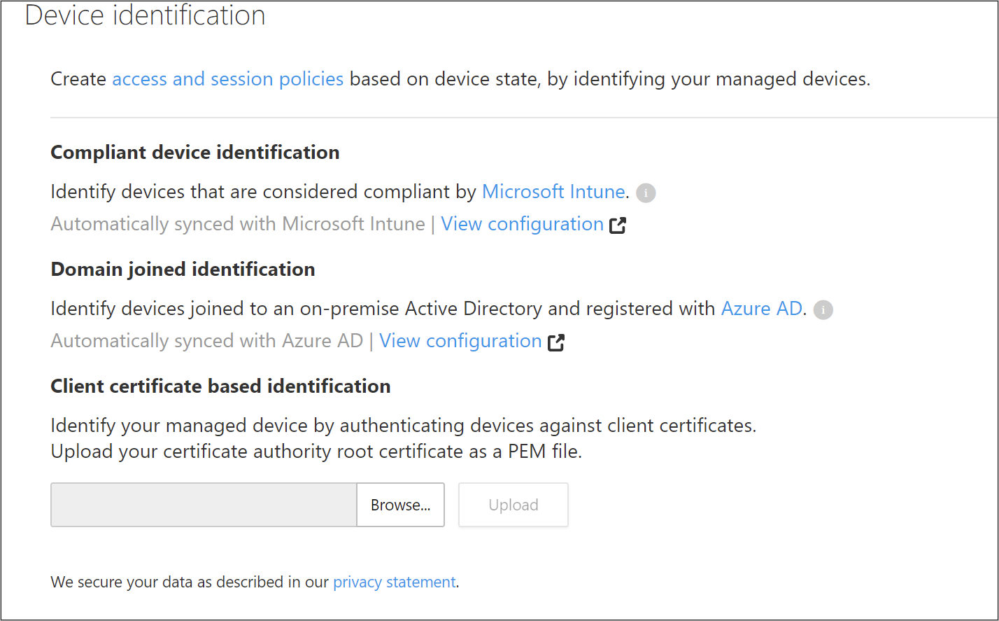 Device identification
Create access and session policies based on device state, by identifying your managed devices.
Compliant device identification
Identify devices that are considered compliant by Microsoft Intune. i
Automatically synced with Microsoft Intune | View configuration
Domain joined identification
Identify devices joined to an on-premise Active Directory and registered with Azure AD. i
Automatically synced with Azure AD | View configuration
Client certificate based identification
Identify your managed device by authenticating devices against client certificates.
Upload your certificate authority root certificate as a PEM file.
Browse... Upload
We secure your data as described in our privacy statement.